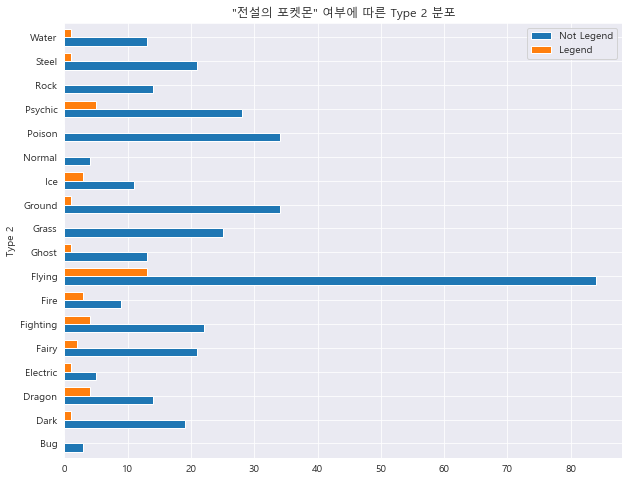 "전설의 포켓몬" 여부에 따른 Type 2 분포
Not Legend
Legend
Type 2
Water
Steel
Rock
Psychic
Poison
Normal
Ice
Ground
Grass
Ghost
Flying
Fire
Fighting
Fairy
Electric
Dragon
Dark
Bug
0 10 20 30 40 50 60 70 80